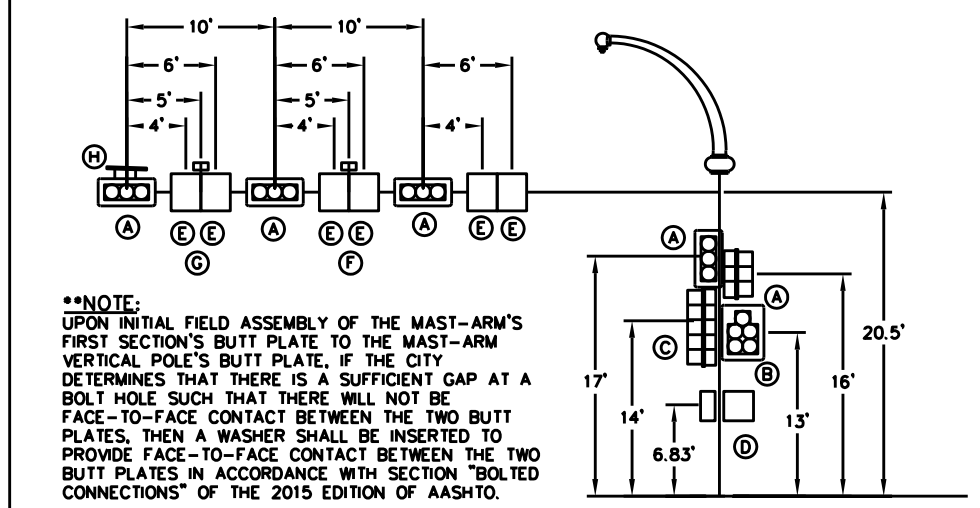 10' 10'
6' 6' 6'
5' 5'
4' 4' 4'
H
A E E A E E A E E
G F
A
A
C
B
D
20.5'
17'
16'
14'
13'
6.83'
**NOTE:
UPON INITIAL FIELD ASSEMBLY OF THE MAST-ARM'S
FIRST SECTION'S BUTT PLATE TO THE MAST-ARM
VERTICAL POLE'S BUTT PLATE, IF THE CITY
DETERMINES THAT THERE IS A SUFFICIENT GAP AT A
BOLT HOLE SUCH THAT THERE WILL NOT BE
FACE-TO-FACE CONTACT BETWEEN THE TWO BUTT
PLATES, THEN A WASHER SHALL BE INSERTED TO
PROVIDE FACE-TO-FACE CONTACT BETWEEN THE TWO
BUTT PLATES IN ACCORDANCE WITH SECTION "BOLTED
CONNECTIONS" OF THE 2015 EDITION OF AASHTO.